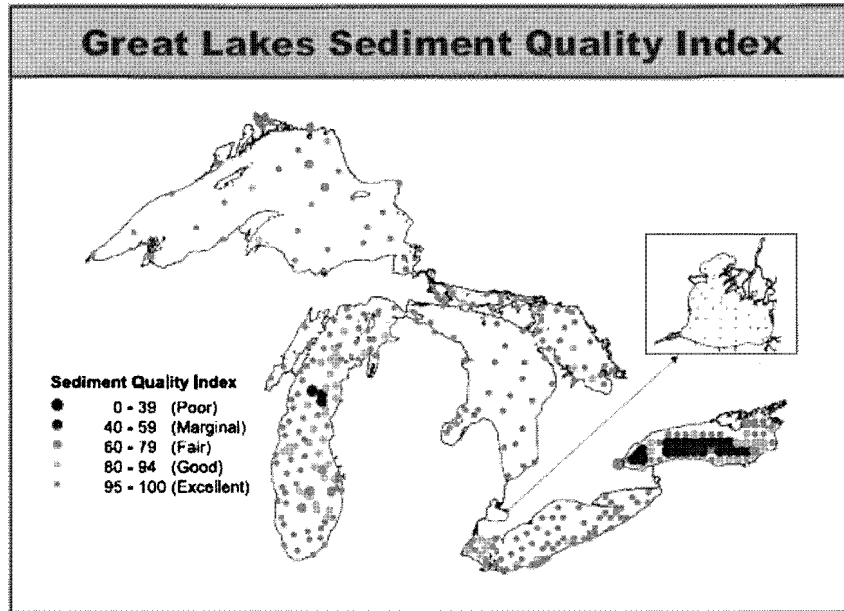 Great Lakes Sediment Quality Index
Sediment Quality Index
0 - 39 (Poor)
40 - 59 (Marginal)
60 - 79 (Fair)
80 - 94 (Good)
95 - 100 (Excellent)